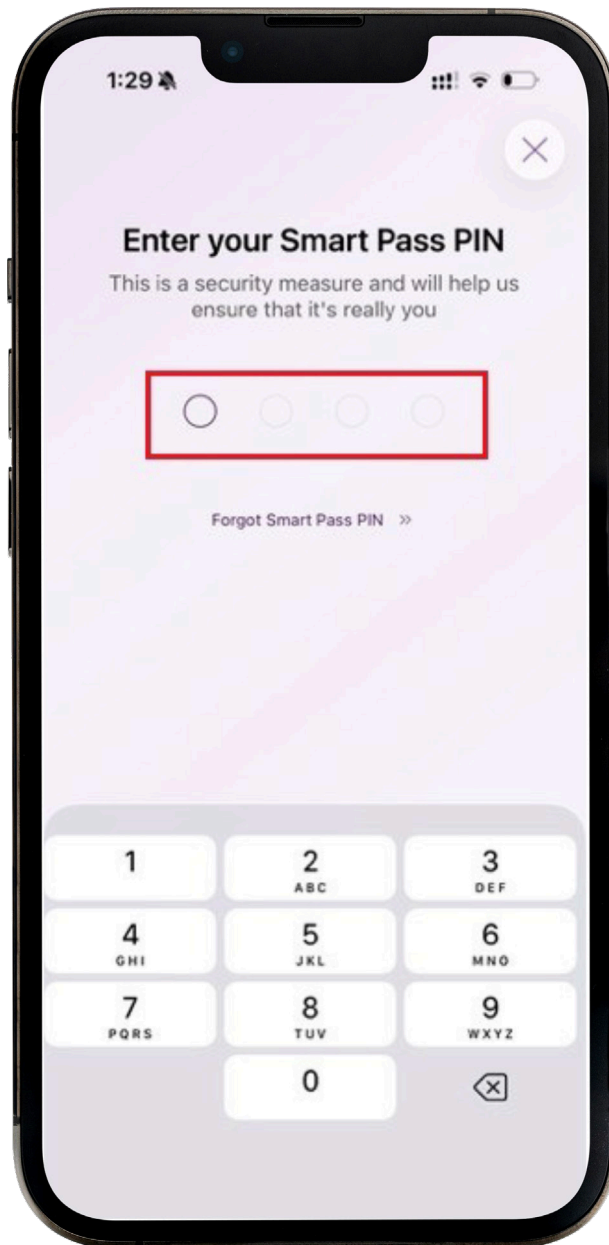 1:29
Enter your Smart Pass PIN
This is a security measure and will help us
ensure that it's really you
Forgot Smart Pass PIN »
1
2
3
ABC
DEF
4
5
6
GHI
JKL
MNO
7
8
9
PQRS
TUV
WXYZ
0